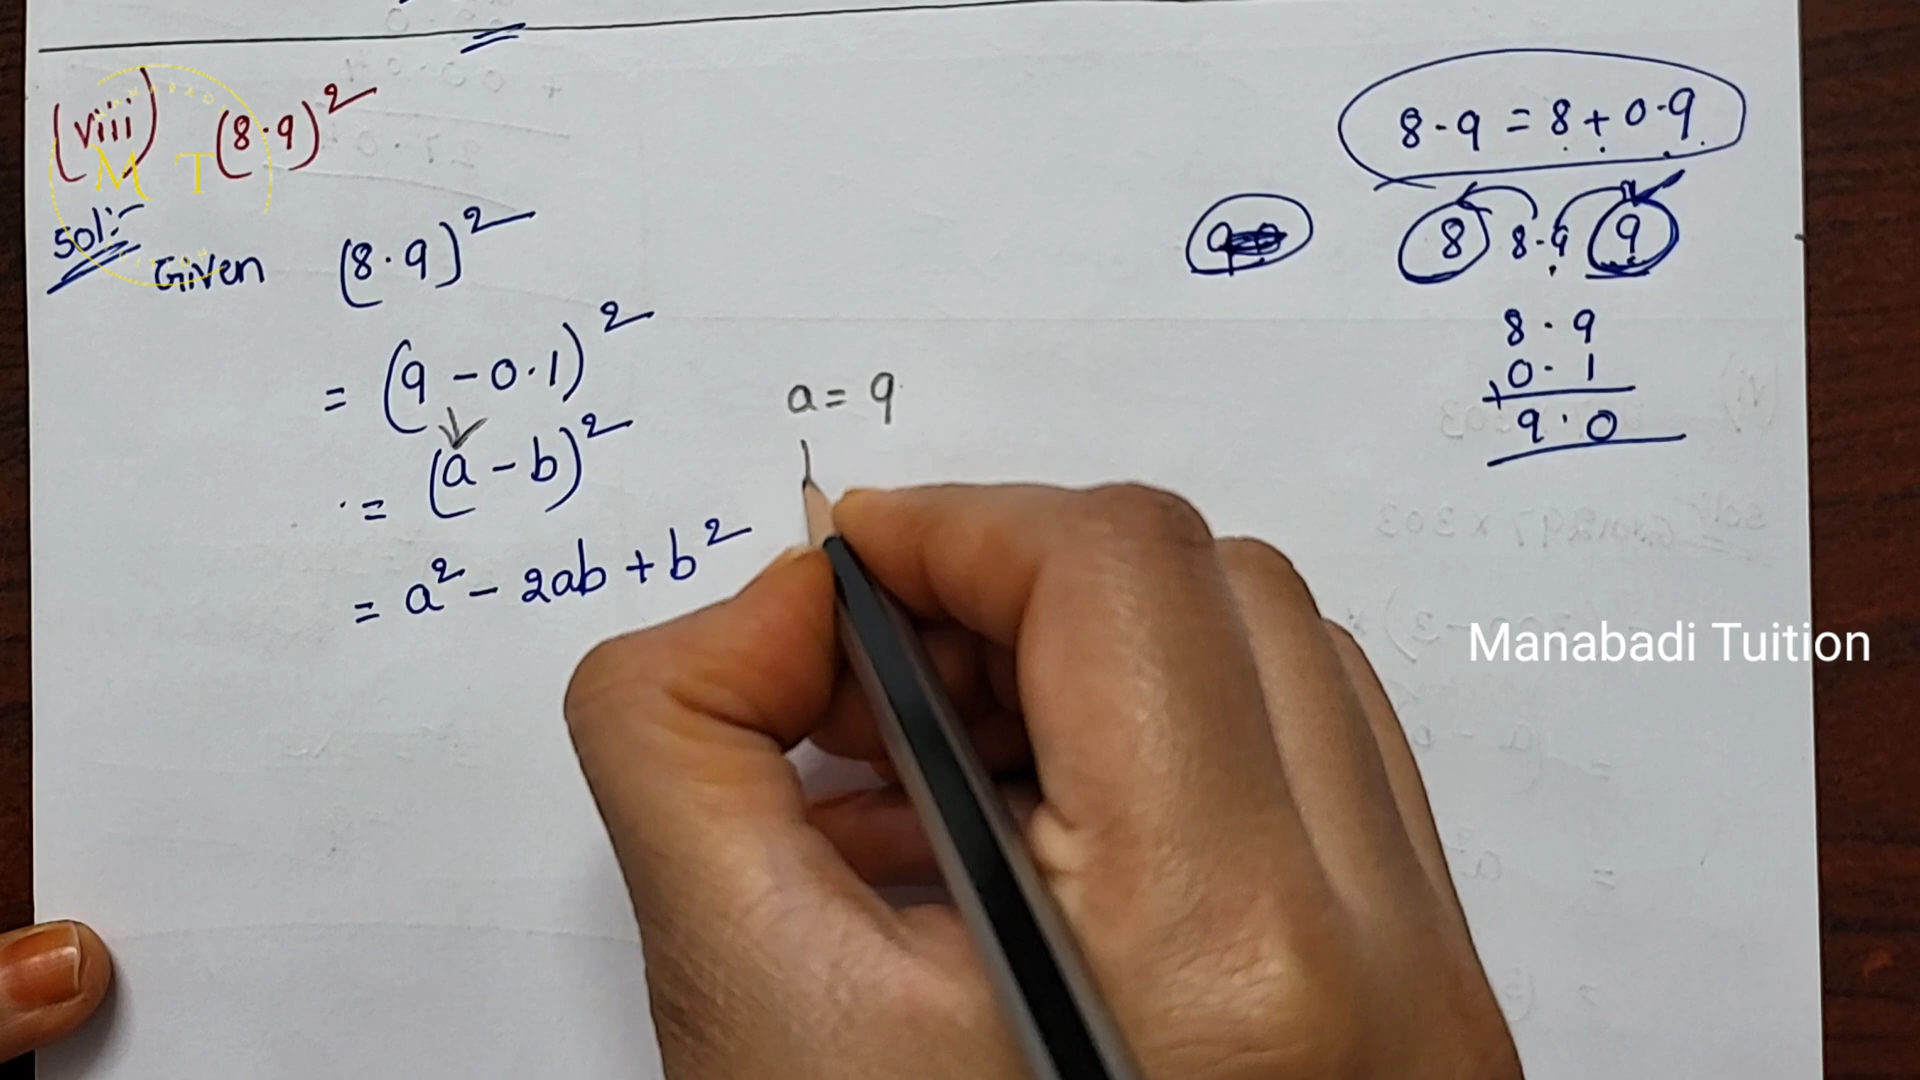 (viii) (8.9)²
M T
Sol:-
Given (8.9)²
= (9 - 0.1)²
= (a - b)²
= a² - 2ab + b²
a = 9
8.9 = 8 + 0.9
8 8.9 9
8.9
+ 0.1
9.0
Manabadi Tuition